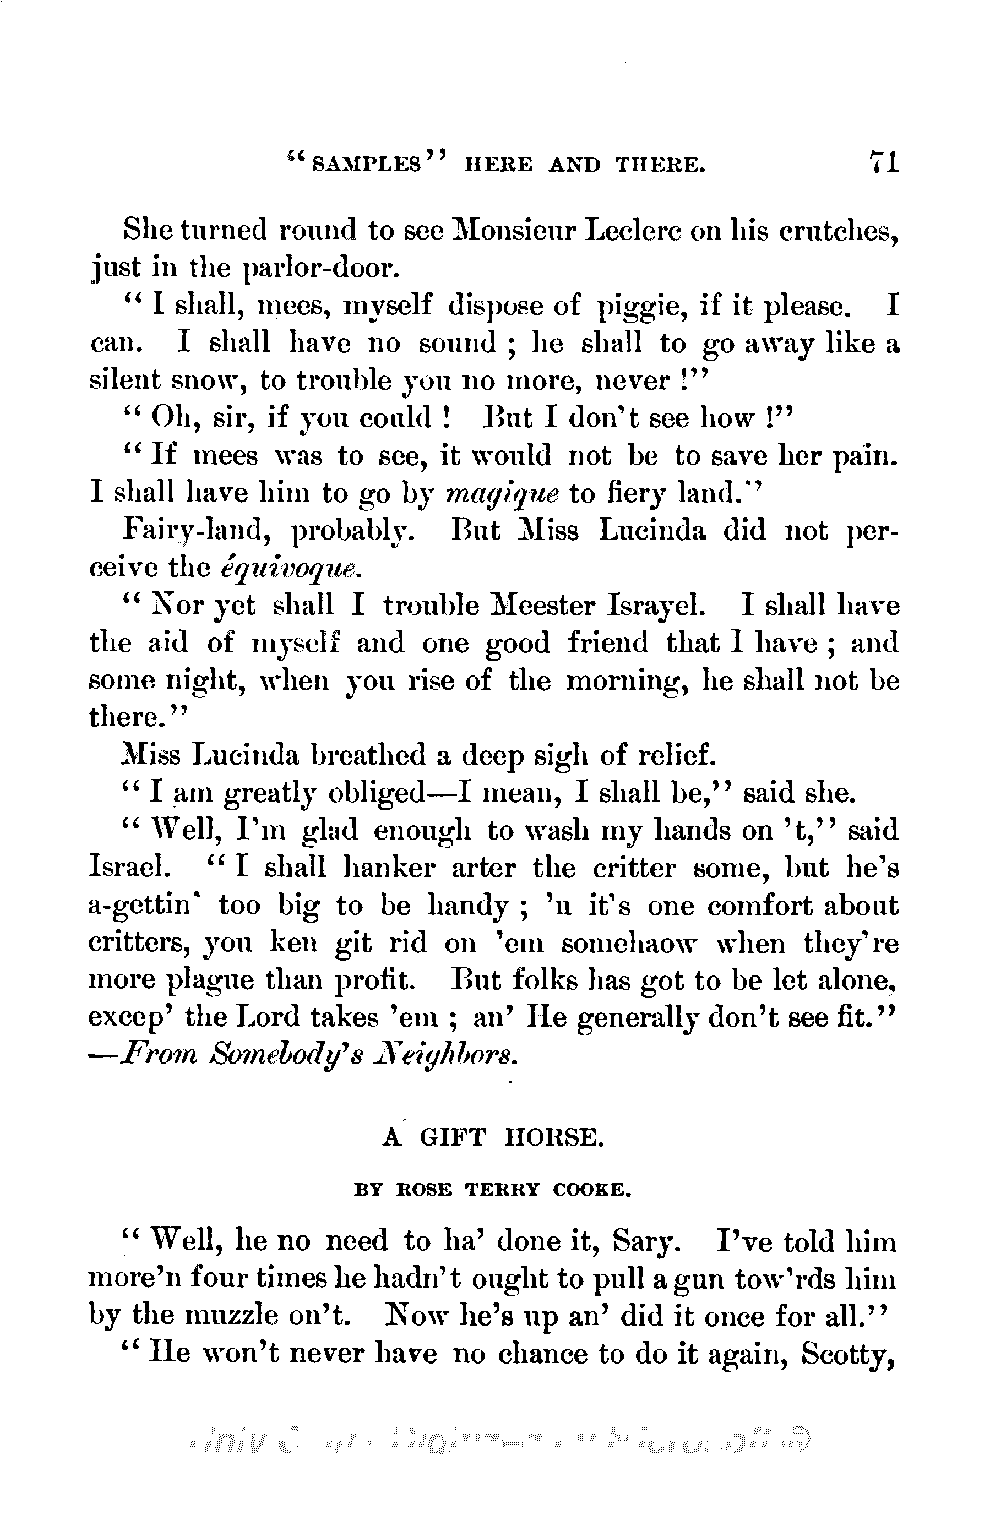 “SAMPLES” HERE AND THERE. 71
She turned round to see Monsieur Leclerc on his crutches,
just in the parlor-door.
“I shall, mees, myself dispose of piggie, if it please. I
can. I shall have no sound ; he shall to go away like a
silent snow, to trouble you no more, never !”
“Oh, sir, if you could ! But I don't see how !”
“If mees was to see, it would not be to save her pain.
I shall have him to go by magique to fiery land.”
Fairy-land, probably. But Miss Lucinda did not per-
ceive the équivoque.
“Nor yet shall I trouble Meester Israyel. I shall have
the aid of myself and one good friend that I have ; and
some night, when you rise of the morning, he shall not be
there.”
Miss Lucinda breathed a deep sigh of relief.
“I am greatly obliged—I mean, I shall be,” said she.
“Well, I'm glad enough to wash my hands on 't,” said
Israel. “I shall hanker arter the critter some, but he's
a-gettin' too big to be handy ; 'n it's one comfort about
critters, you ken git rid on 'em somehaow when they're
more plague than profit. But folks has got to be let alone,
excep' the Lord takes 'em ; an' He generally don't see fit.”
—From Somebody's Neighbors.
A GIFT HORSE.
BY ROSE TERRY COOKE.
“Well, he no need to ha' done it, Sary. I've told him
more'n four times he hadn't ought to pull a gun tow'rds him
by the muzzle on't. Now he's up an' did it once for all.”
“He won't never have no chance to do it again, Scotty,